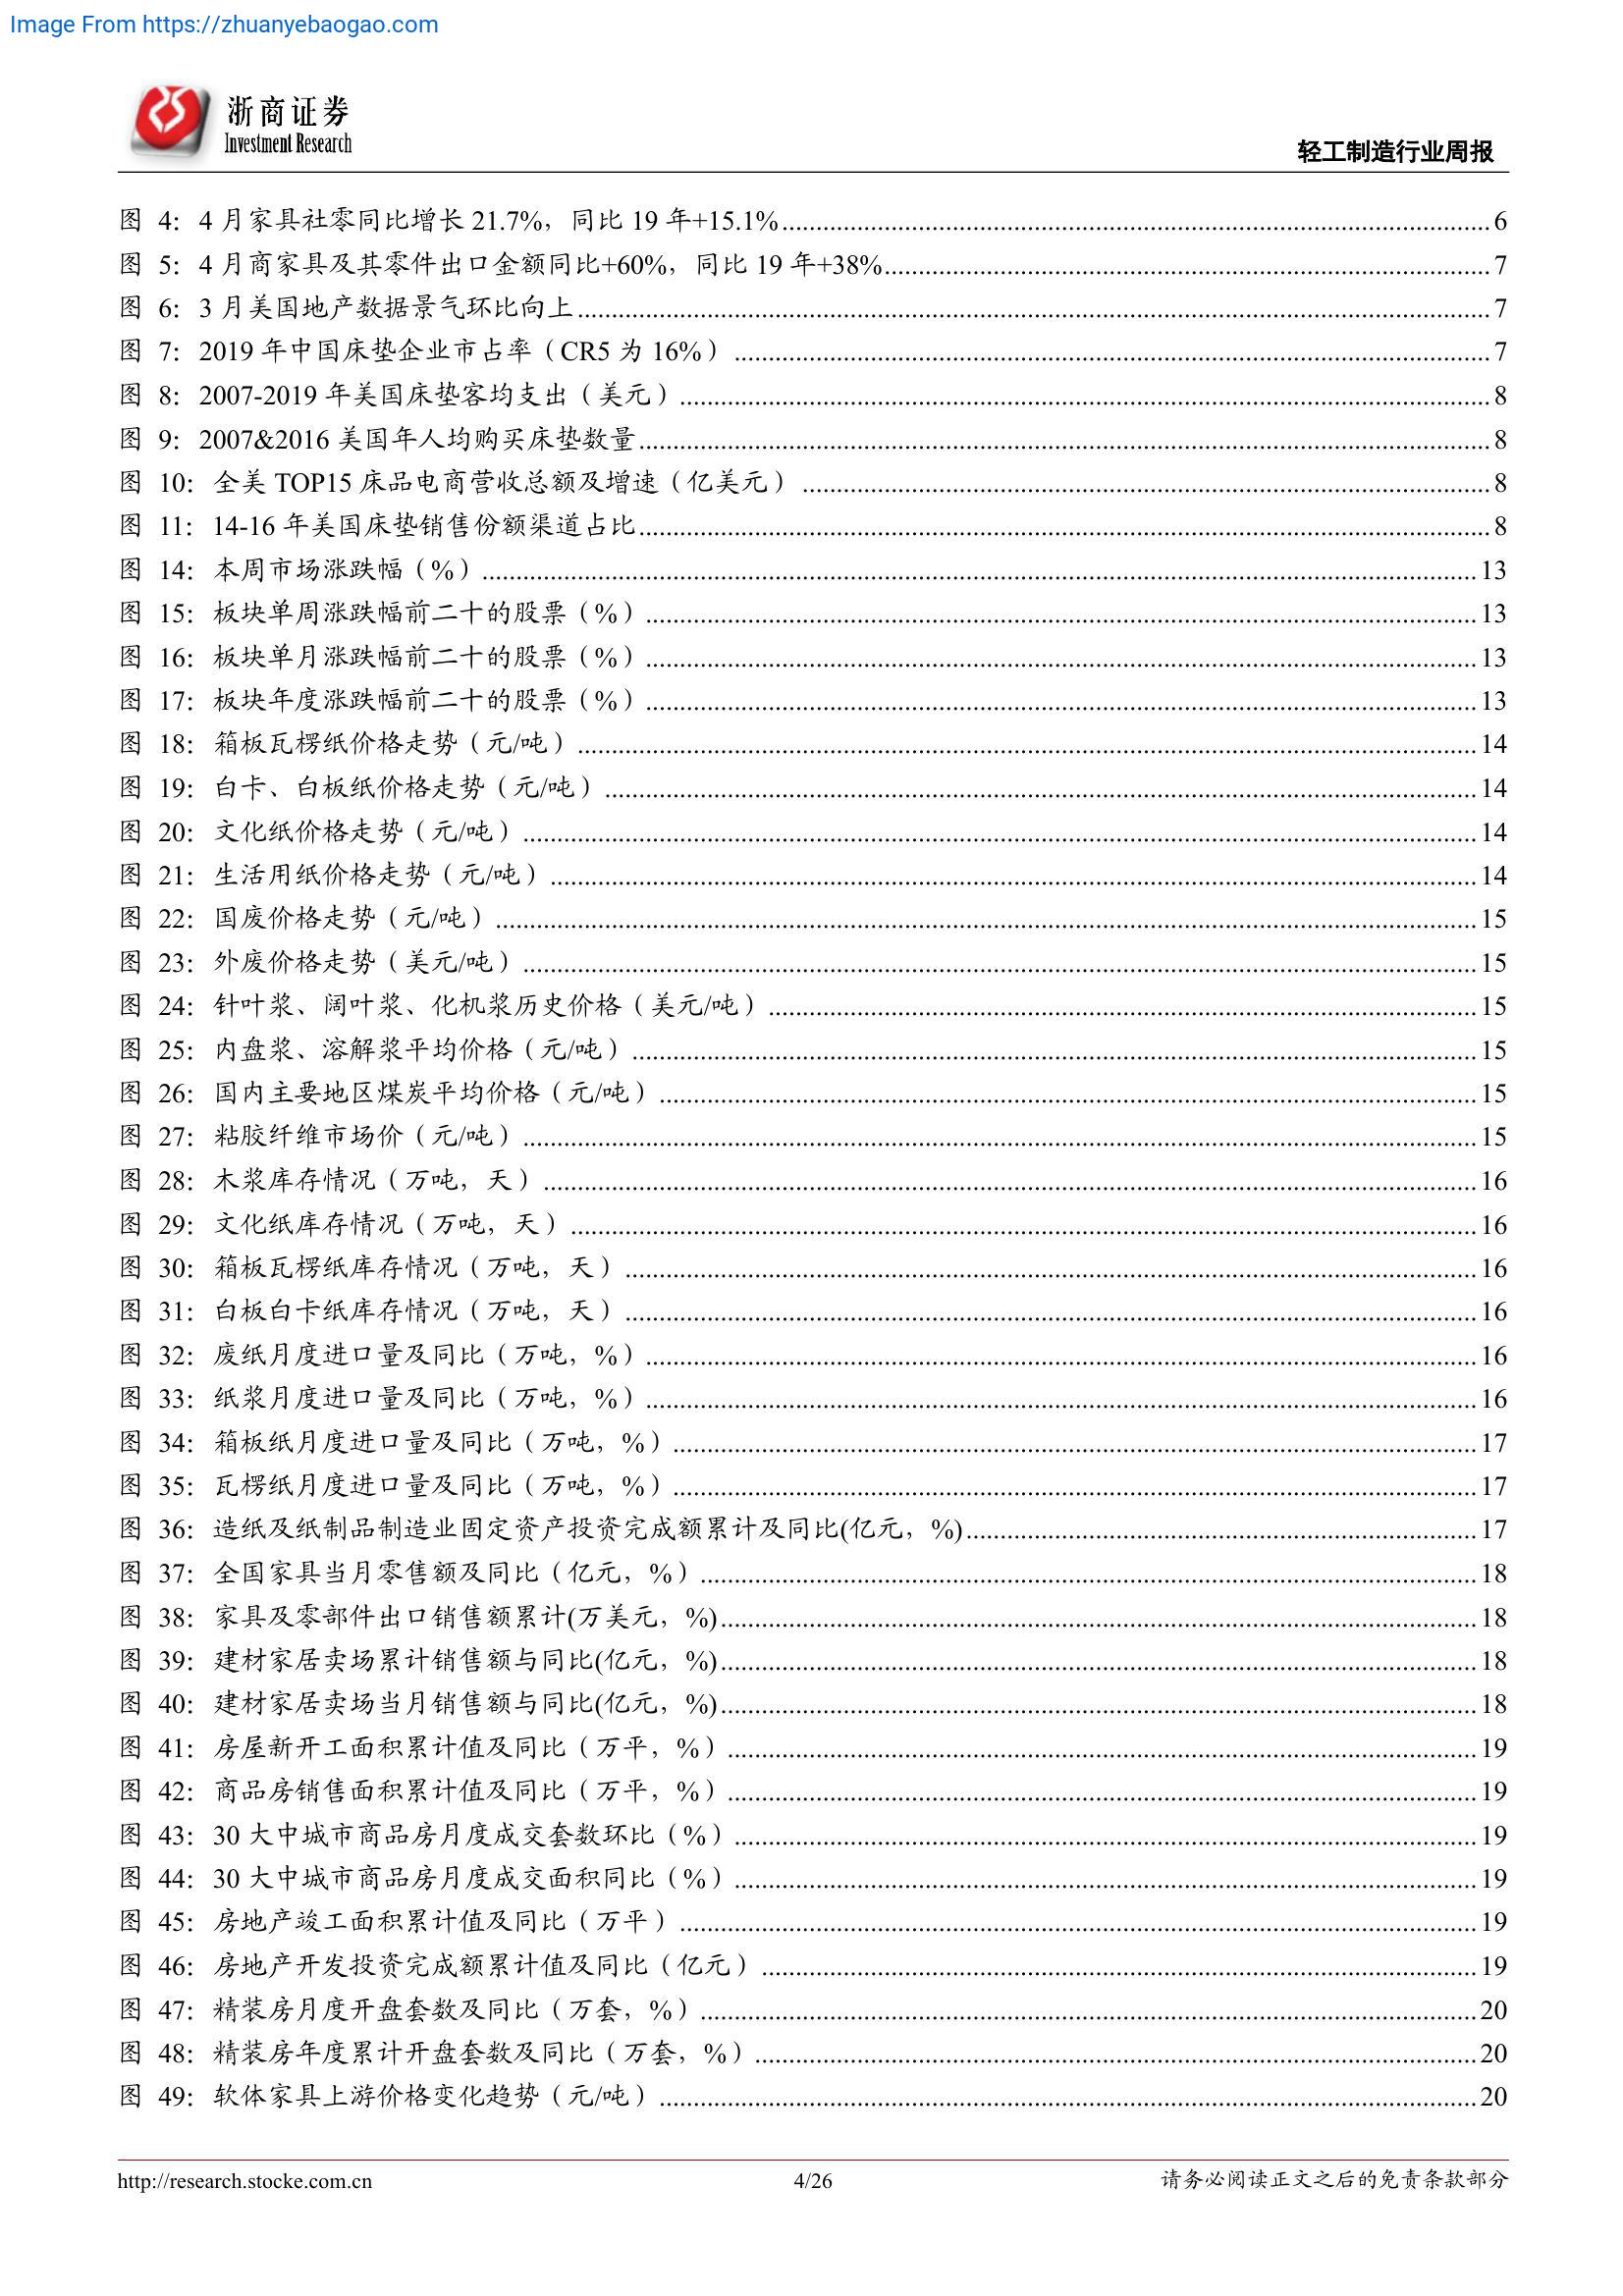 Image From https://zhuanyebaogao.com
浙商证券
Investment Research
轻工制造行业周报
图 4：4 月家具社零同比增长 21.7%，同比 19 年+15.1%........6
图 5：4 月商家具及其零件出口金额同比+60%，同比 19 年+38%........7
图 6：3 月美国地产数据景气环比向上........7
图 7：2019 年中国床垫企业市占率（CR5 为 16%）........7
图 8：2007-2019 年美国床垫客均支出（美元）........8
图 9：2007&2016 美国年人均购买床垫数量........8
图 10：全美 TOP15 床品电商营收总额及增速（亿美元）........8
图 11：14-16 年美国床垫销售份额渠道占比........8
图 14：本周市场涨跌幅（%）........13
图 15：板块单周涨跌幅前二十的股票（%）........13
图 16：板块单月涨跌幅前二十的股票（%）........13
图 17：板块年度涨跌幅前二十的股票（%）........13
图 18：箱板瓦楞纸价格走势（元/吨）........14
图 19：白卡、白板纸价格走势（元/吨）........14
图 20：文化纸价格走势（元/吨）........14
图 21：生活用纸价格走势（元/吨）........14
图 22：国废价格走势（元/吨）........15
图 23：外废价格走势（美元/吨）........15
图 24：针叶浆、阔叶浆、化机浆历史价格（美元/吨）........15
图 25：内盘浆、溶解浆平均价格（元/吨）........15
图 26：国内主要地区煤炭平均价格（元/吨）........15
图 27：粘胶纤维市场价（元/吨）........15
图 28：木浆库存情况（万吨，天）........16
图 29：文化纸库存情况（万吨，天）........16
图 30：箱板瓦楞纸库存情况（万吨，天）........16
图 31：白板白卡纸库存情况（万吨，天）........16
图 32：废纸月度进口量及同比（万吨，%）........16
图 33：纸浆月度进口量及同比（万吨，%）........16
图 34：箱板纸月度进口量及同比（万吨，%）........17
图 35：瓦楞纸月度进口量及同比（万吨，%）........17
图 36：造纸及纸制品制造业固定资产投资完成额累计及同比(亿元，%)........17
图 37：全国家具当月零售额及同比（亿元，%）........18
图 38：家具及零部件出口销售额累计(万美元，%)........18
图 39：建材家居卖场累计销售额与同比(亿元，%)........18
图 40：建材家居卖场当月销售额与同比(亿元，%)........18
图 41：房屋新开工面积累计值及同比（万平，%）........19
图 42：商品房销售面积累计值及同比（万平，%）........19
图 43：30 大中城市商品房月度成交套数环比（%）........19
图 44：30 大中城市商品房月度成交面积同比（%）........19
图 45：房地产竣工面积累计值及同比（万平）........19
图 46：房地产开发投资完成额累计值及同比（亿元）........19
图 47：精装房月度开盘套数及同比（万套，%）........20
图 48：精装房年度累计开盘套数及同比（万套，%）........20
图 49：软体家具上游价格变化趋势（元/吨）........20
http://research.stocke.com.cn
4/26
请务必阅读正文之后的免责条款部分